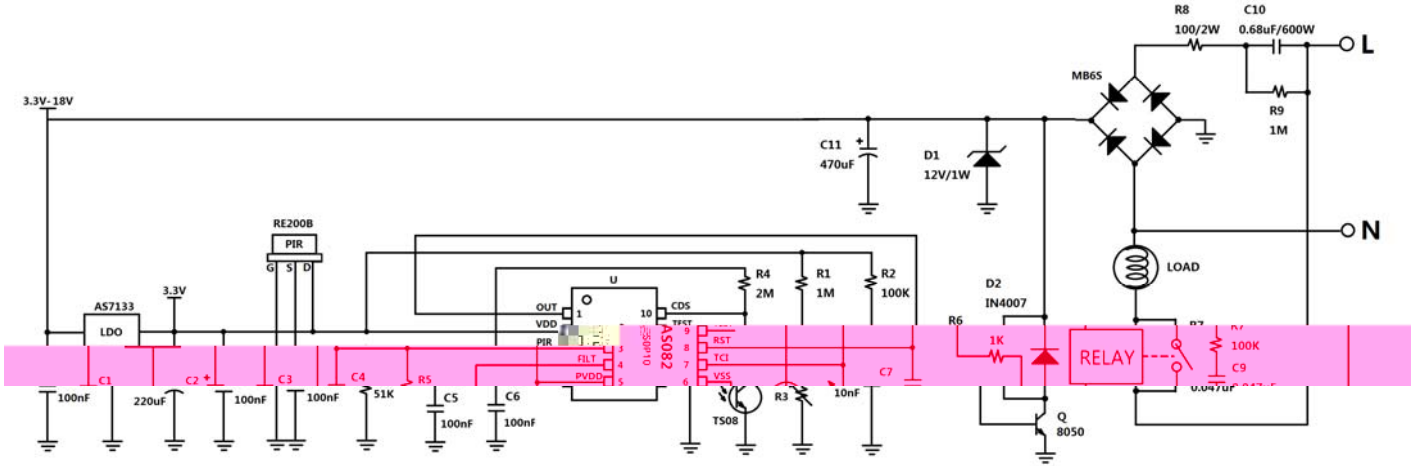 R8
100/2W
C10
0.68uF/600W
L
MB6S
R9
1M
3.3V-18V
C11
470uF
D1
12V/1W
N
RE200B
PIR
G S D
LOAD
AS7133
LDO
3.3V
U
R4
2M
R1
1M
R2
100K
D2
IN4007
OUT
1
10
CDS
VDD
PIR
R6
1K
3
AS082
9
RST
8
FILT
4
7
TCI
PVDD
5
6
VSS
RELAY
R7
100K
C9
0.047uF
C1
100nF
C2
220uF
100nF
C3
100nF
C4
51K
R5
C5
100nF
C6
100nF
TS08
R3
10nF
C7
Q
8050